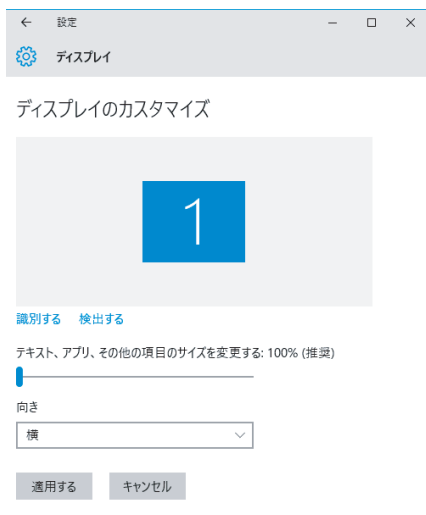 設定
ディスプレイ
ディスプレイのカスタマイズ
1
識別する 検出する
テキスト、アプリ、その他の項目のサイズを変更する: 100% (推奨)
向き
横
適用する キャンセル